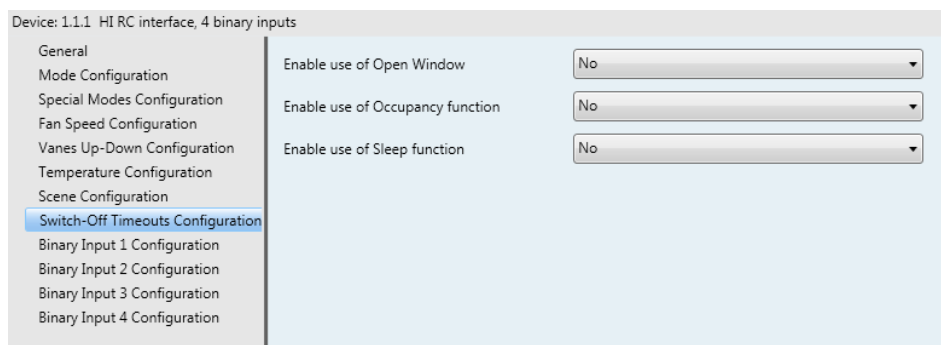 Device: 1.1.1 HI RC interface, 4 binary inputs
General
Mode Configuration
Special Modes Configuration
Fan Speed Configuration
Vanes Up-Down Configuration
Temperature Configuration
Scene Configuration
Switch-Off Timeouts Configuration
Binary Input 1 Configuration
Binary Input 2 Configuration
Binary Input 3 Configuration
Binary Input 4 Configuration
Enable use of Open Window No
Enable use of Occupancy function No
Enable use of Sleep function No